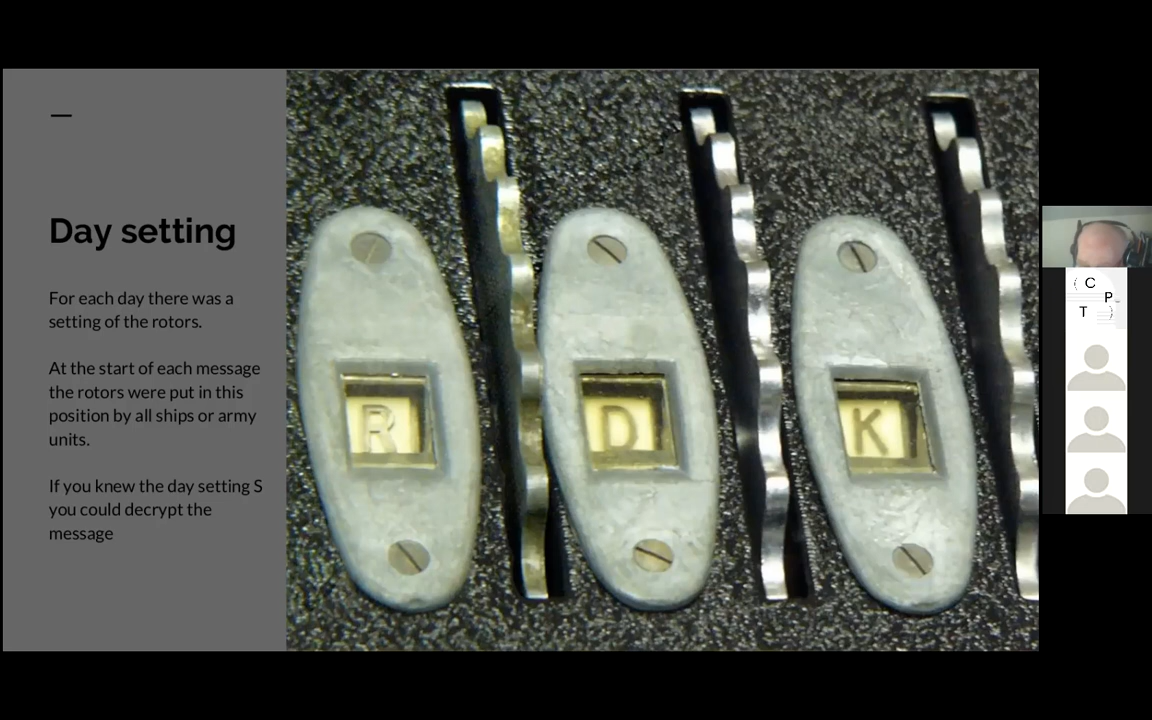 Day setting
For each day there was a
setting of the rotors.
At the start of each message
the rotors were put in this
position by all ships or army
units.
If you knew the day setting S
you could decrypt the
message
R D K
C
P
T